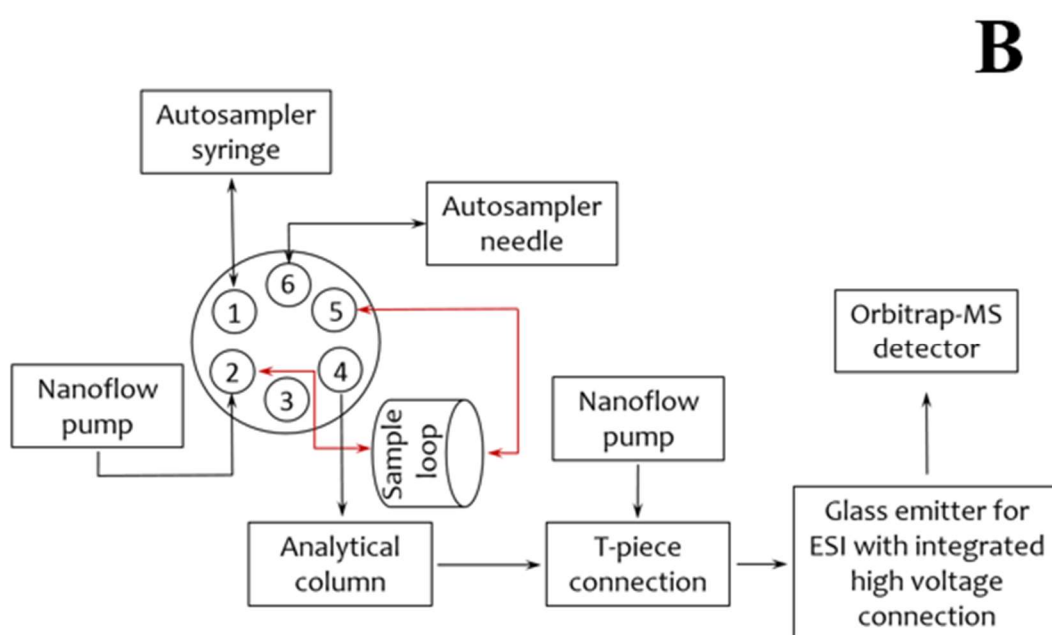 B
Autosampler
syringe
Autosampler
needle
6
1
5
2
4
3
Orbitrap-MS
detector
Nanoflow
pump
Nanoflow
pump
Sample
loop
Analytical
column
T-piece
connection
Glass emitter for
ESI with integrated
high voltage
connection